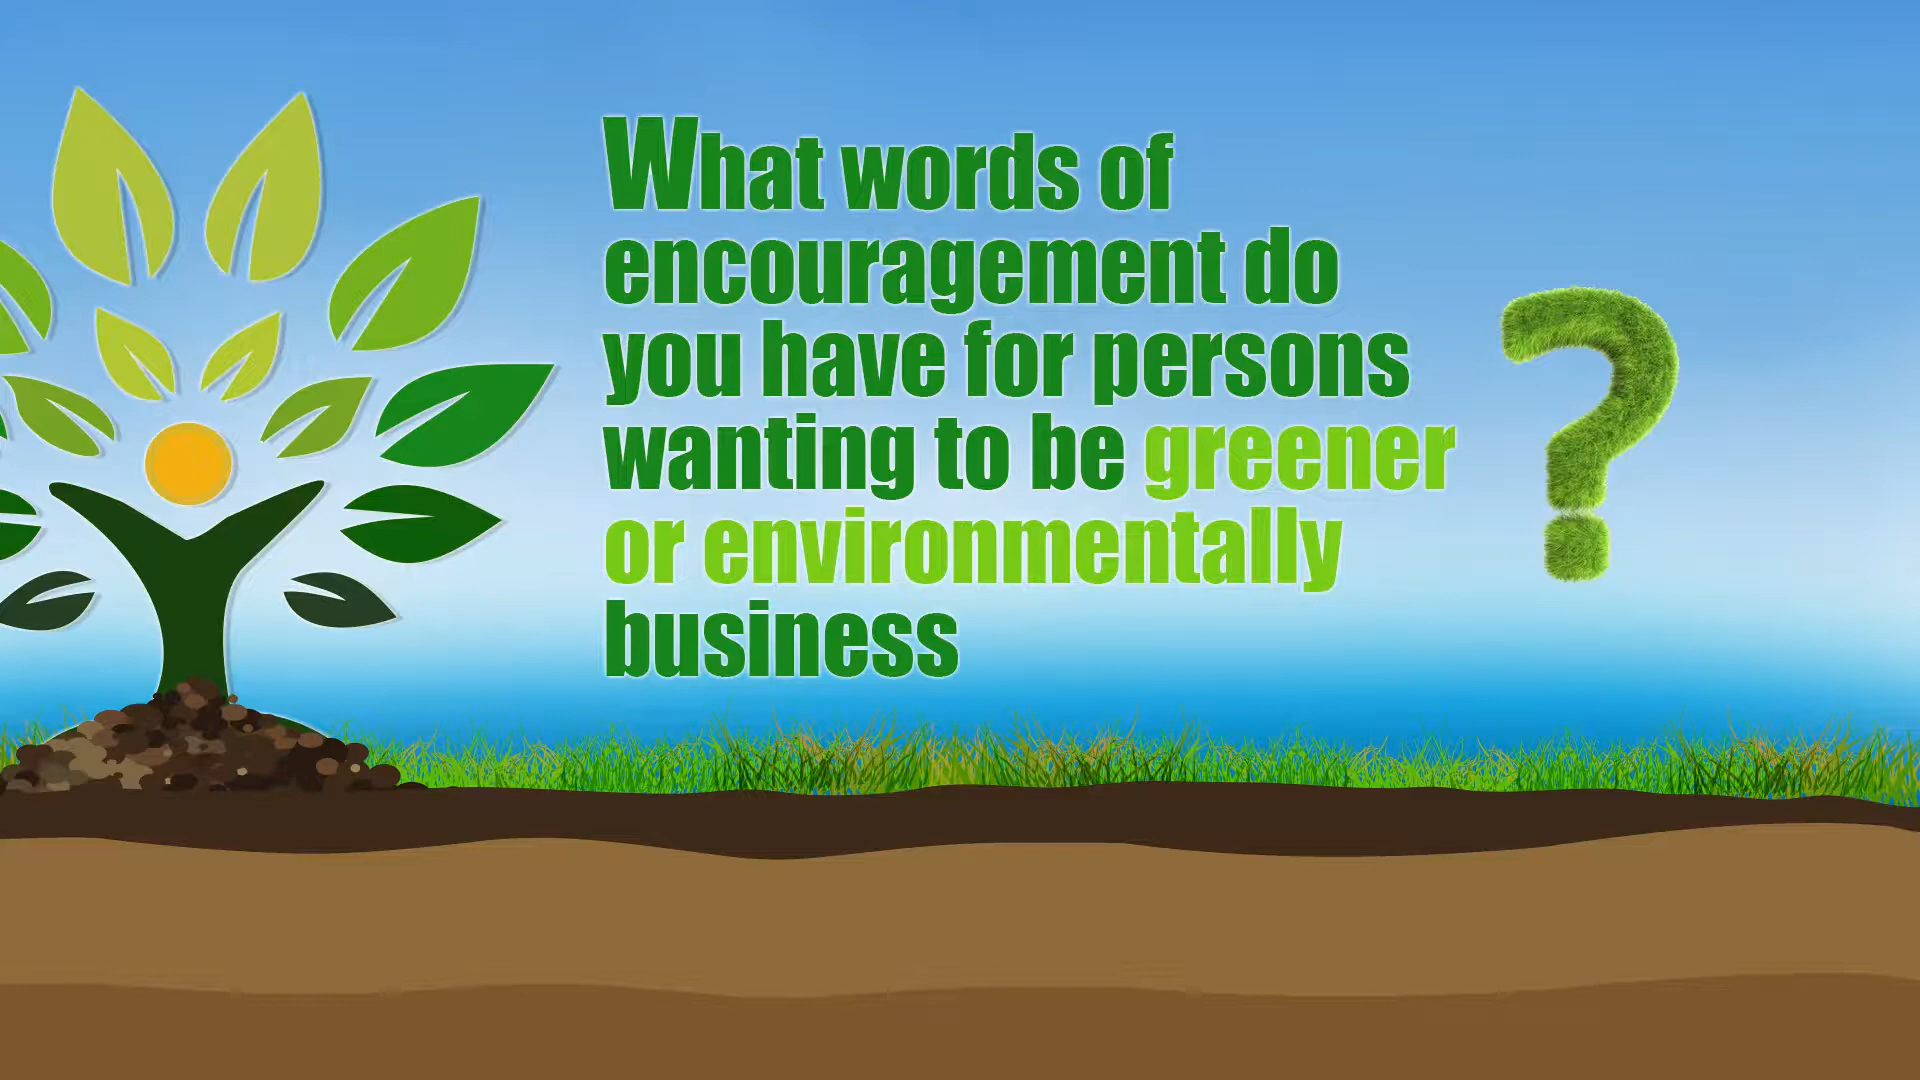 What words of
encouragement do
you have for persons
wanting to be greener
or environmentally
business
?